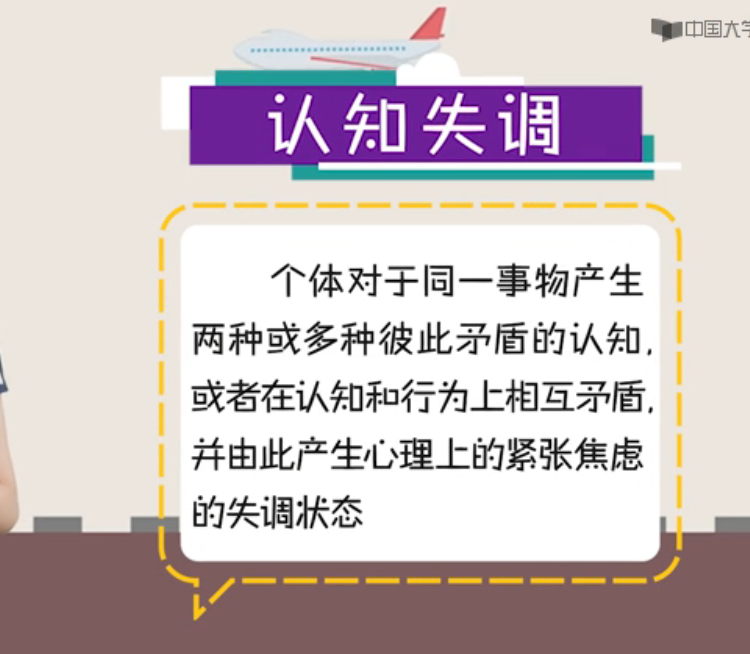 中国大学
认知失调
个体对于同一事物产生
两种或多种彼此矛盾的认知,
或者在认知和行为上相互矛盾,
并由此产生心理上的紧张焦虑
的失调状态